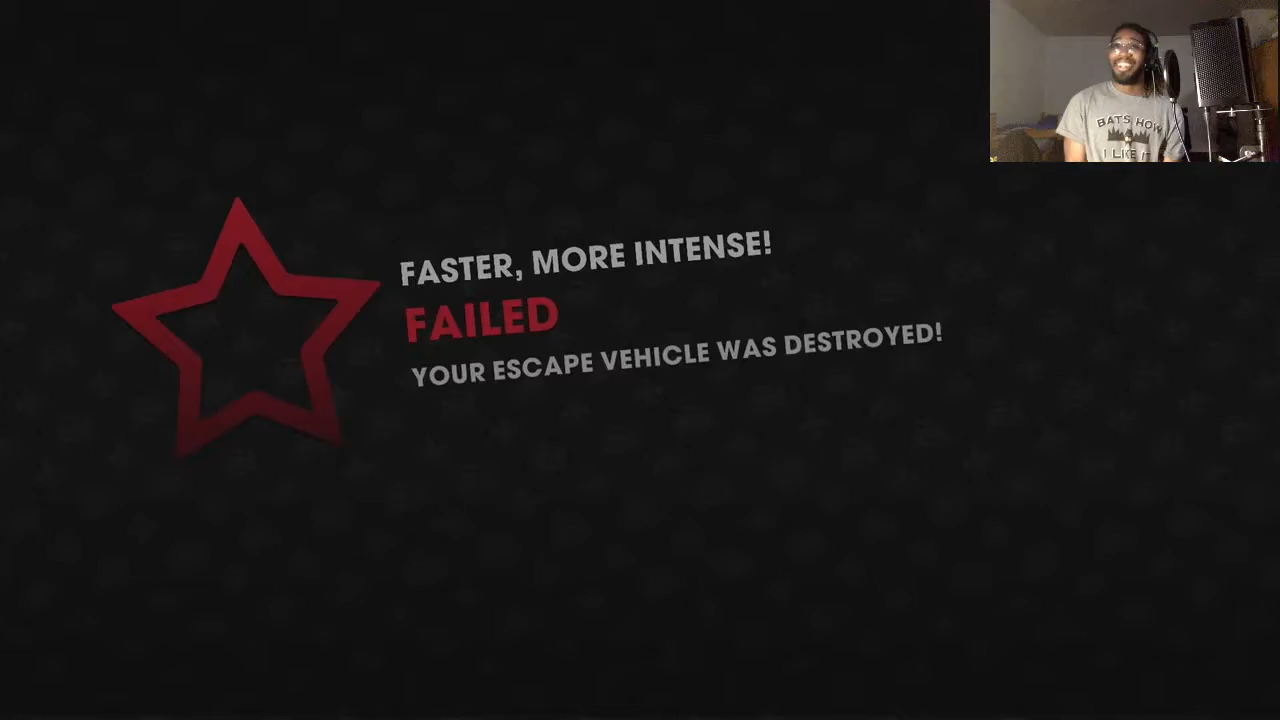 BATS HOW
I LIKE IT
FASTER, MORE INTENSE!
FAILED
YOUR ESCAPE VEHICLE WAS DESTROYED!